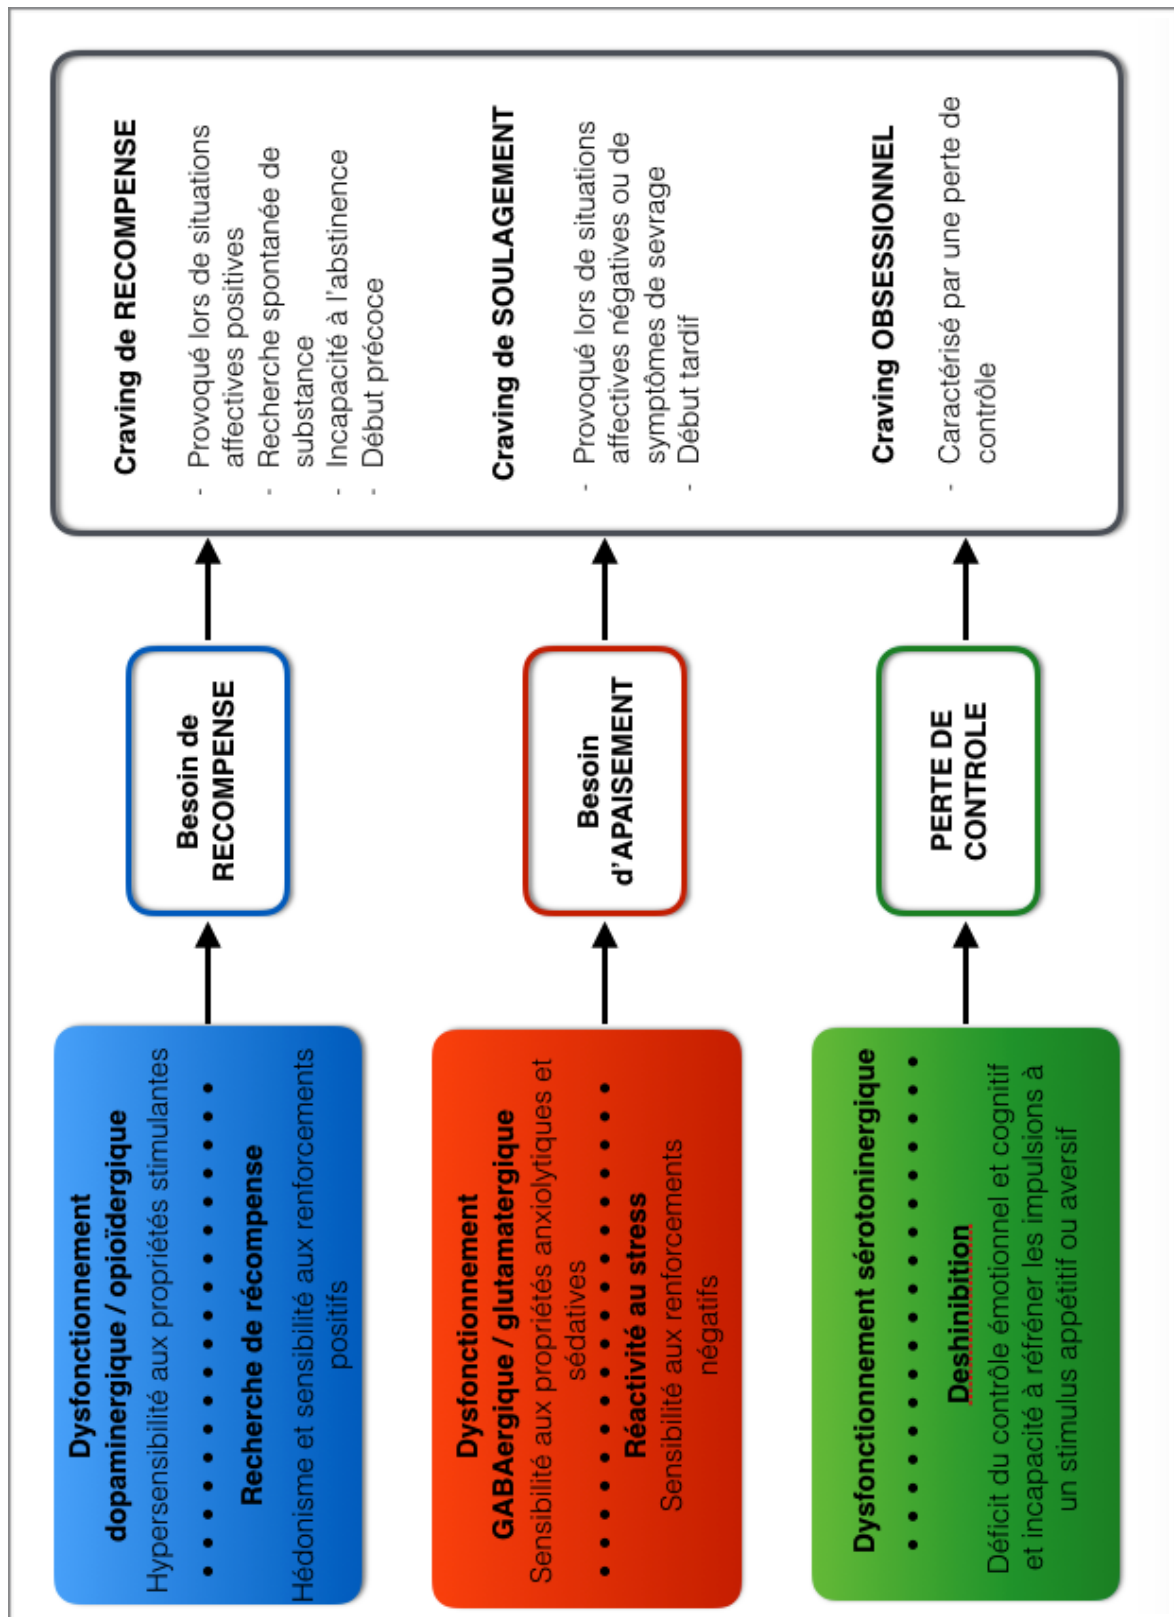 Dysfonctionnement
dopaminergique / opioïdergique
Hypersensibilité aux propriétés stimulantes
Recherche de récompense
Hédonisme et sensibilité aux renforcements
positifs
Besoin de
RECOMPENSE
Craving de RECOMPENSE
- Provoqué lors de situations
affectives positives
- Recherche spontanée de
substance
- Incapacité à l'abstinence
- Début précoce
Dysfonctionnement
GABAergique / glutamatergique
Sensibilité aux propriétés anxiolytiques et
sédatives
Réactivité au stress
Sensibilité aux renforcements
négatifs
Besoin
d'APAISEMENT
Craving de SOULAGEMENT
- Provoqué lors de situations
affectives négatives ou de
symptômes de sevrage
- Début tardif
Dysfonctionnement sérotoninergique
Deshinibition
Déficit du contrôle émotionnel et cognitif
et incapacité à réfréner les impulsions à
un stimulus appétitif ou aversif
PERTE DE
CONTROLE
Craving OBSESSIONNEL
- Caractérisé par une perte de
contrôle